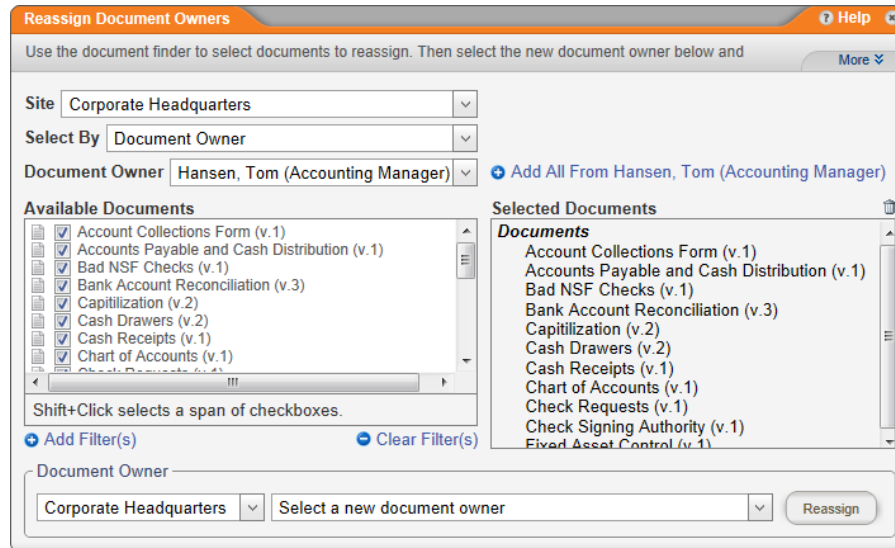 Reassign Document Owners
Help
Use the document finder to select documents to reassign. Then select the new document owner below and
More
Site Corporate Headquarters
Select By Document Owner
Document Owner Hansen, Tom (Accounting Manager)
Add All From Hansen, Tom (Accounting Manager)
Available Documents
Account Collections Form (v.1)
Accounts Payable and Cash Distribution (v.1)
Bad NSF Checks (v.1)
Bank Account Reconciliation (v.3)
Capitilization (v.2)
Cash Drawers (v.2)
Cash Receipts (v.1)
Chart of Accounts (v.1)
Check Requests (v.1)
Shift+Click selects a span of checkboxes.
Add Filter(s)
Clear Filter(s)
Selected Documents
Documents
Account Collections Form (v.1)
Accounts Payable and Cash Distribution (v.1)
Bad NSF Checks (v.1)
Bank Account Reconciliation (v.3)
Capitilization (v.2)
Cash Drawers (v.2)
Cash Receipts (v.1)
Chart of Accounts (v.1)
Check Requests (v.1)
Check Signing Authority (v.1)
Fixed Asset Control (v.1)
Document Owner
Corporate Headquarters
Select a new document owner
Reassign